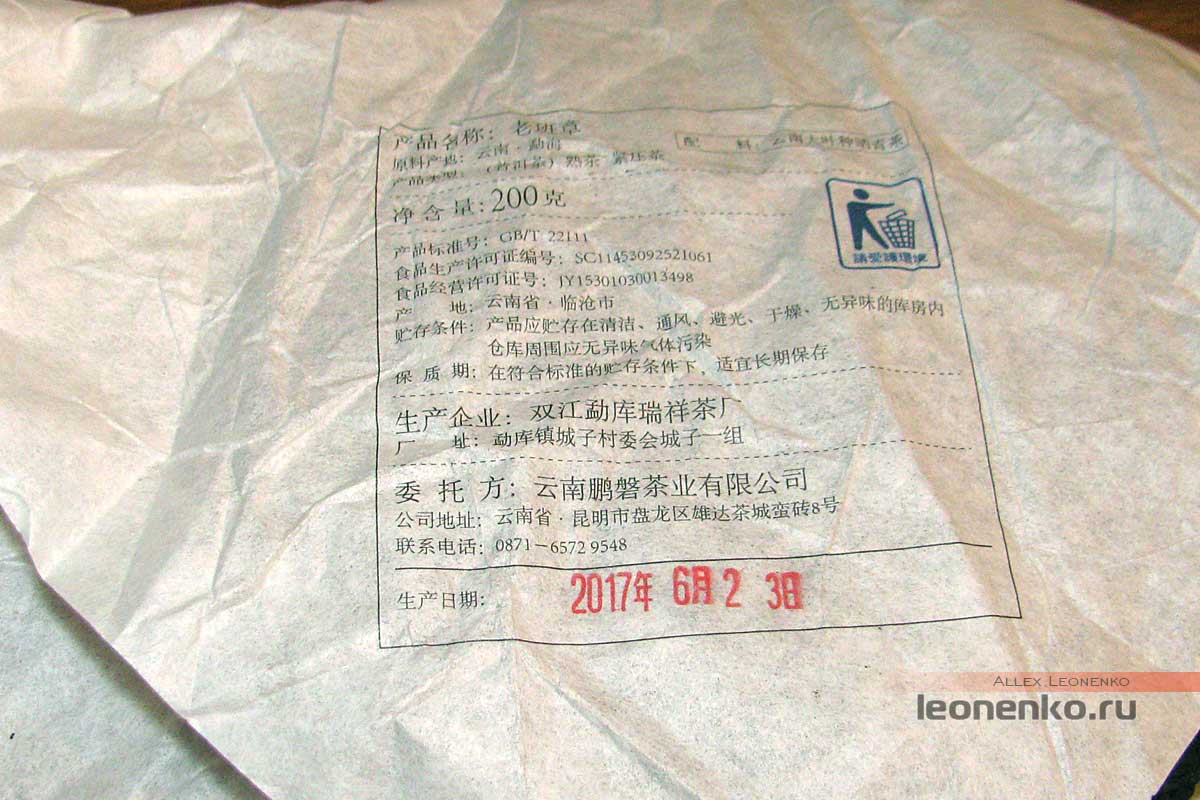 产品名称：老班章
配 料：云南大叶种晒青茶
原料产地：云南·勐海
产品类型：（普洱茶）熟茶 紧压茶
净含量：200克
产品标准号：GB/T 22111
食品生产许可证编号：SC11453092521061
食品经营许可证号：JY15301030013498
产 地：云南省·临沧市
贮存条件：产品应贮存在清洁、通风、避光、干燥、无异味的库房内
仓库周围应无异味气体污染
保 质 期：在符合标准的贮存条件下，适宜长期保存
請愛護環境
生产企业：双江勐库瑞祥茶厂
厂 址：勐库镇城子村委会城子一组
委 托 方：云南鹏磐茶业有限公司
公司地址：云南省·昆明市盘龙区雄达茶城蛮砖8号
联系电话：0871-6572 9548
生产日期：2017年 6月2 3日
Allex Leonenko
leonenko.ru